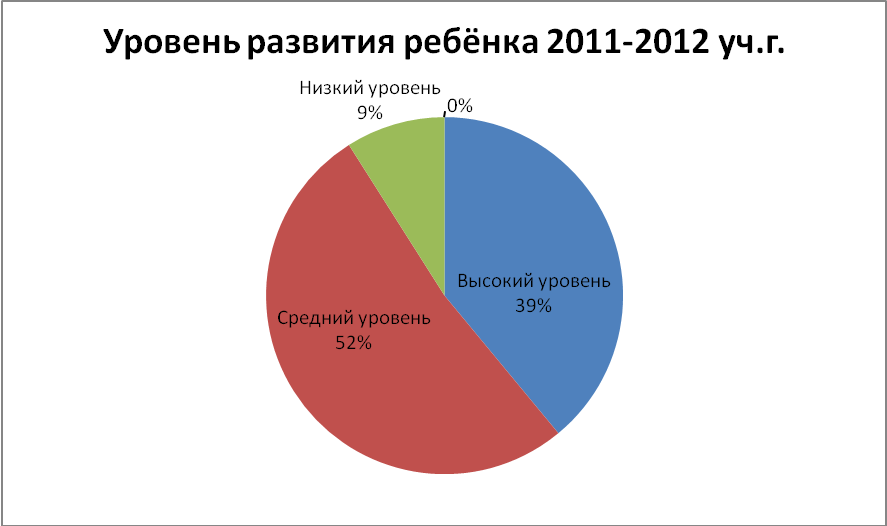 Уровень развития ребёнка 2011-2012 уч.г.
Низкий уровень
9%
0%
Высокий уровень
39%
Средний уровень
52%